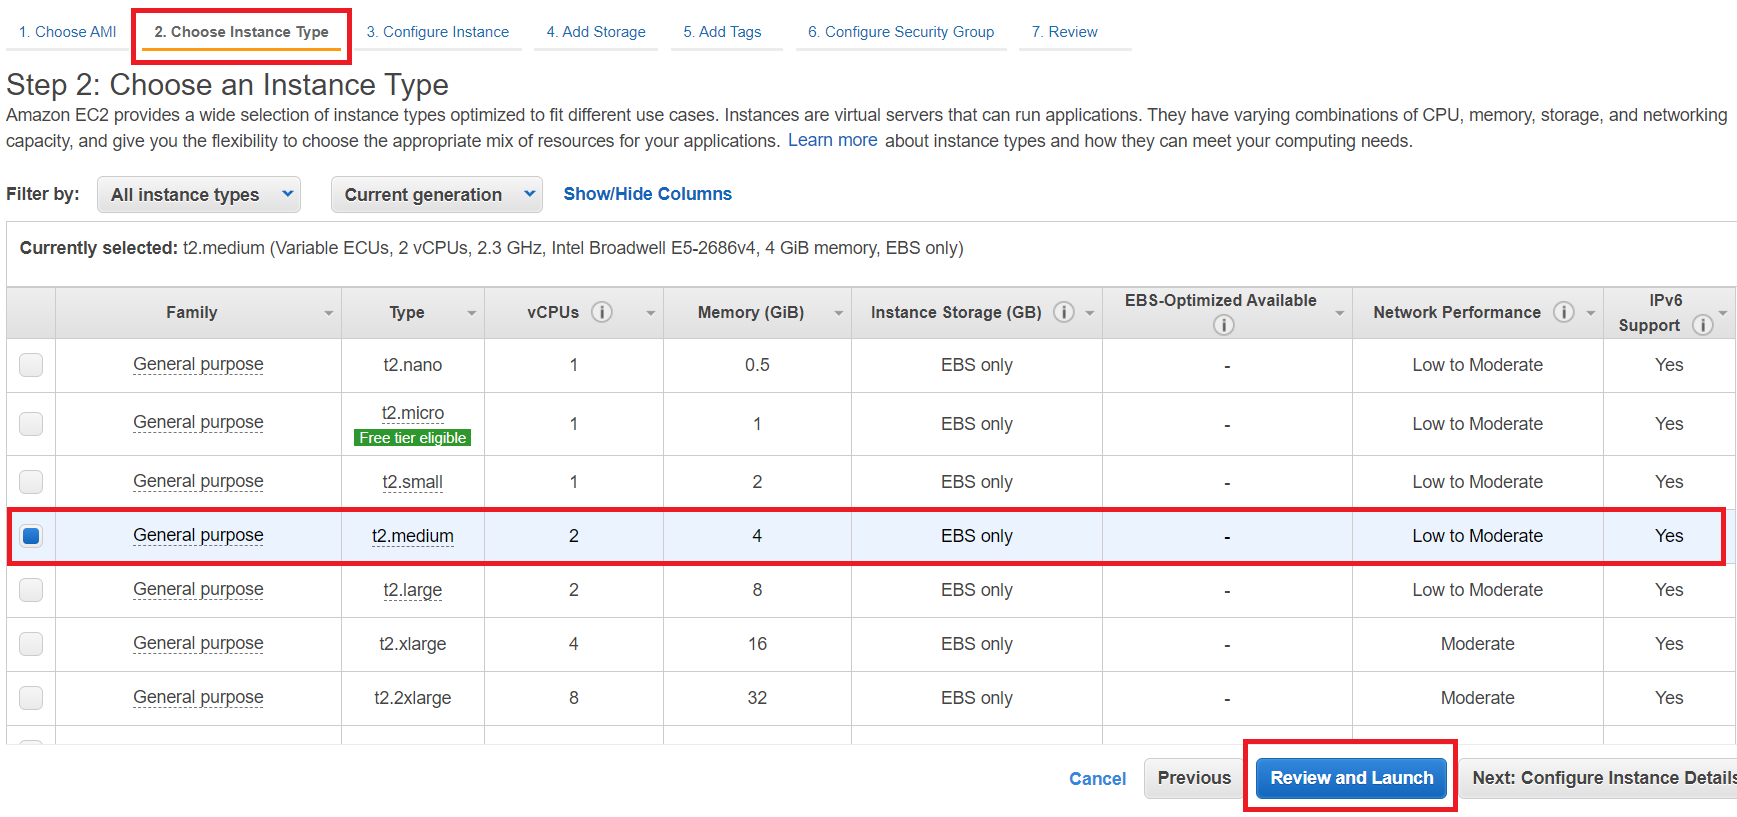 1. Choose AMI 2. Choose Instance Type 3. Configure Instance 4. Add Storage 5. Add Tags 6. Configure Security Group 7. Review
Step 2: Choose an Instance Type
Amazon EC2 provides a wide selection of instance types optimized to fit different use cases. Instances are virtual servers that can run applications. They have varying combinations of CPU, memory, storage, and networking
capacity, and give you the flexibility to choose the appropriate mix of resources for your applications. Learn more about instance types and how they can meet your computing needs.
Filter by: All instance types Current generation Show/Hide Columns
Currently selected: t2.medium (Variable ECUs, 2 vCPUs, 2.3 GHz, Intel Broadwell E5-2686v4, 4 GiB memory, EBS only)
Family Type vCPUs Memory (GiB) Instance Storage (GB) EBS-Optimized Available Network Performance IPv6 Support
General purpose t2.nano 1 0.5 EBS only - Low to Moderate Yes
General purpose t2.micro Free tier eligible 1 1 EBS only - Low to Moderate Yes
General purpose t2.small 1 2 EBS only - Low to Moderate Yes
General purpose t2.medium 2 4 EBS only - Low to Moderate Yes
General purpose t2.large 2 8 EBS only - Low to Moderate Yes
General purpose t2.xlarge 4 16 EBS only - Moderate Yes
General purpose t2.2xlarge 8 32 EBS only - Moderate Yes
Cancel Previous Review and Launch Next: Configure Instance Details